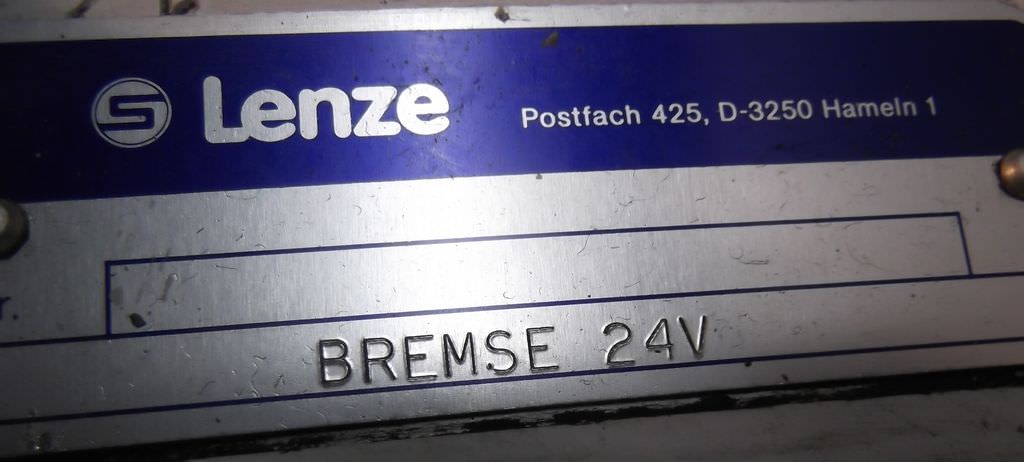 Lenze
Postfach 425, D-3250 Hameln 1
r.
BREMSE 24V